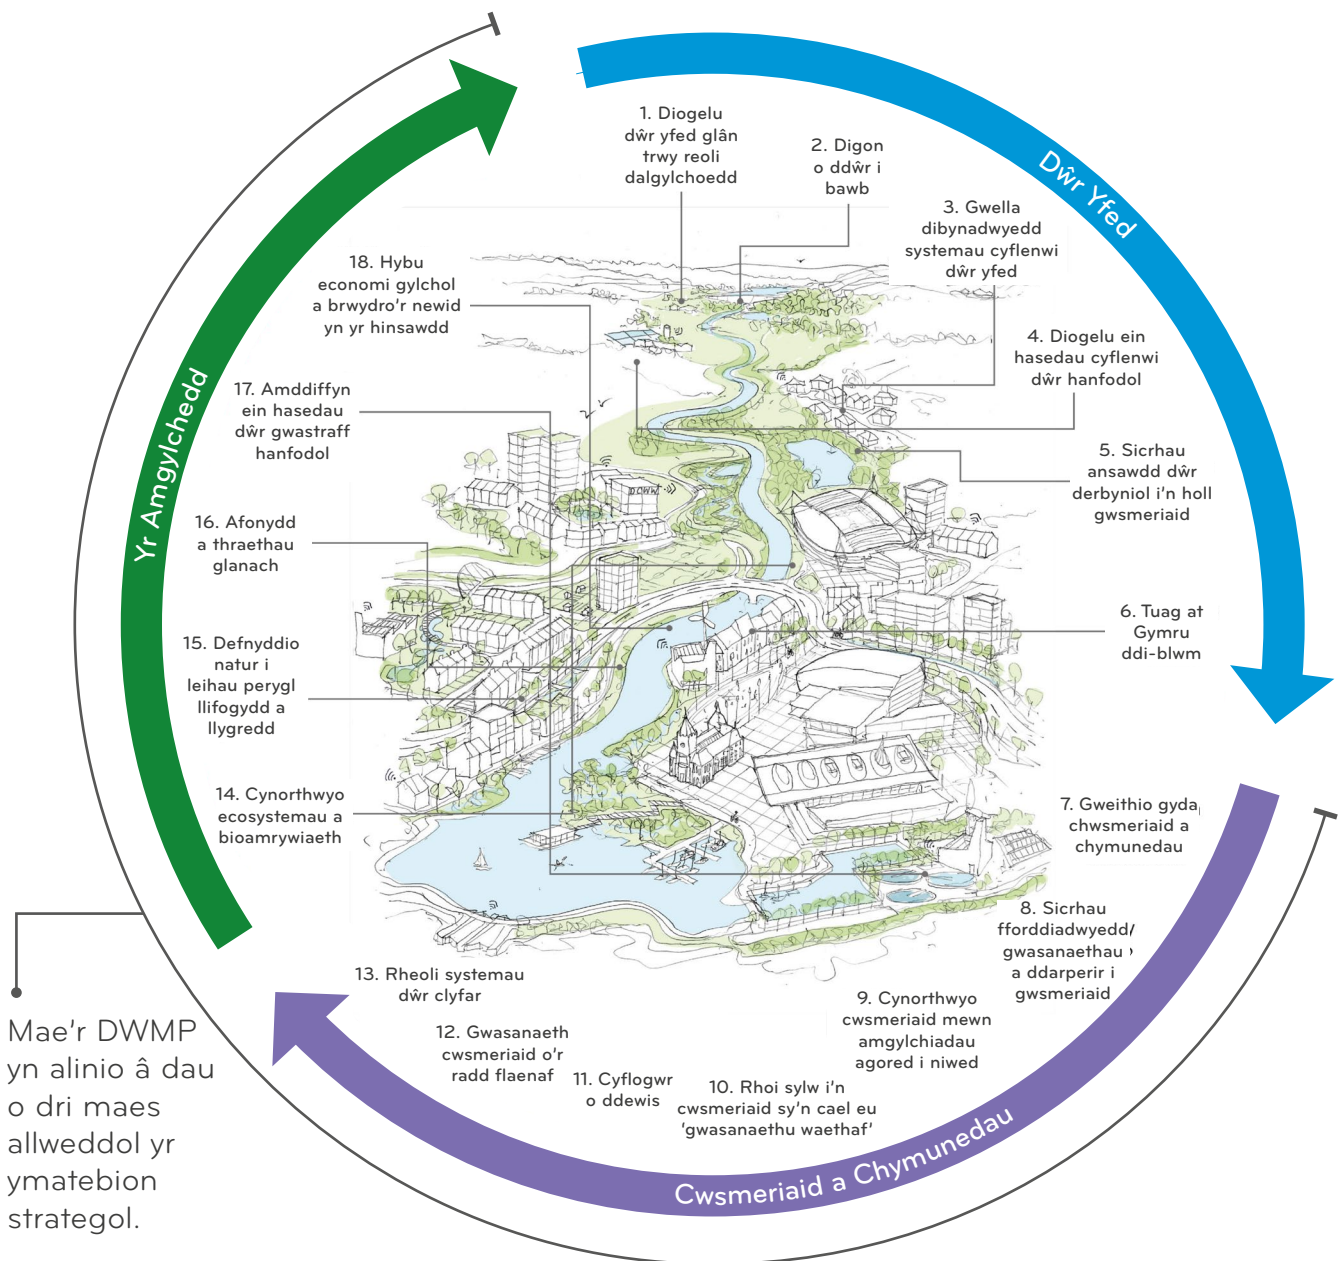 Dŵr Yfed
1. Diogelu
dŵr yfed glân
trwy reoli
dalgylchoedd
2. Digon
o ddŵr i
bawb
3. Gwella
dibynadwyedd
systemau cyflenwi
dŵr yfed
4. Diogelu ein
hasedau cyflenwi
dŵr hanfodol
5. Sicrhau
ansawdd dŵr
derbyniol i'n holl
gwsmeriaid
6. Tuag at
Gymru
ddi-blwm
Cwsmeriaid a Chymunedau
7. Gweithio gyda
chwsmeriaid a
chymunedau
8. Sicrhau
fforddiadwyedd/
gwasanaethau
a ddarperir i
gwsmeriaid
9. Cynorthwyo
cwsmeriaid mewn
amgylchiadau
agored i niwed
10. Rhoi sylw i'n
cwsmeriaid sy'n cael eu
'gwasanaethu waethaf'
11. Cyflogwr
o ddewis
12. Gwasanaeth
cwsmeriaid o'r
radd flaenaf
13. Rheoli systemau
dŵr clyfar
Yr Amgylchedd
14. Cynorthwyo
ecosystemau a
bioamrywiaeth
15. Defnyddio
natur i
leihau perygl
llifogydd a
llygredd
16. Afonydd
a thraethau
glanach
17. Amddiffyn
ein hasedau
dŵr gwastraff
hanfodol
18. Hybu
economi gylchol
a brwydro'r newid
yn yr hinsawdd
DCWW
Mae'r DWMP
yn alinio â dau
o dri maes
allweddol yr
ymatebion
strategol.